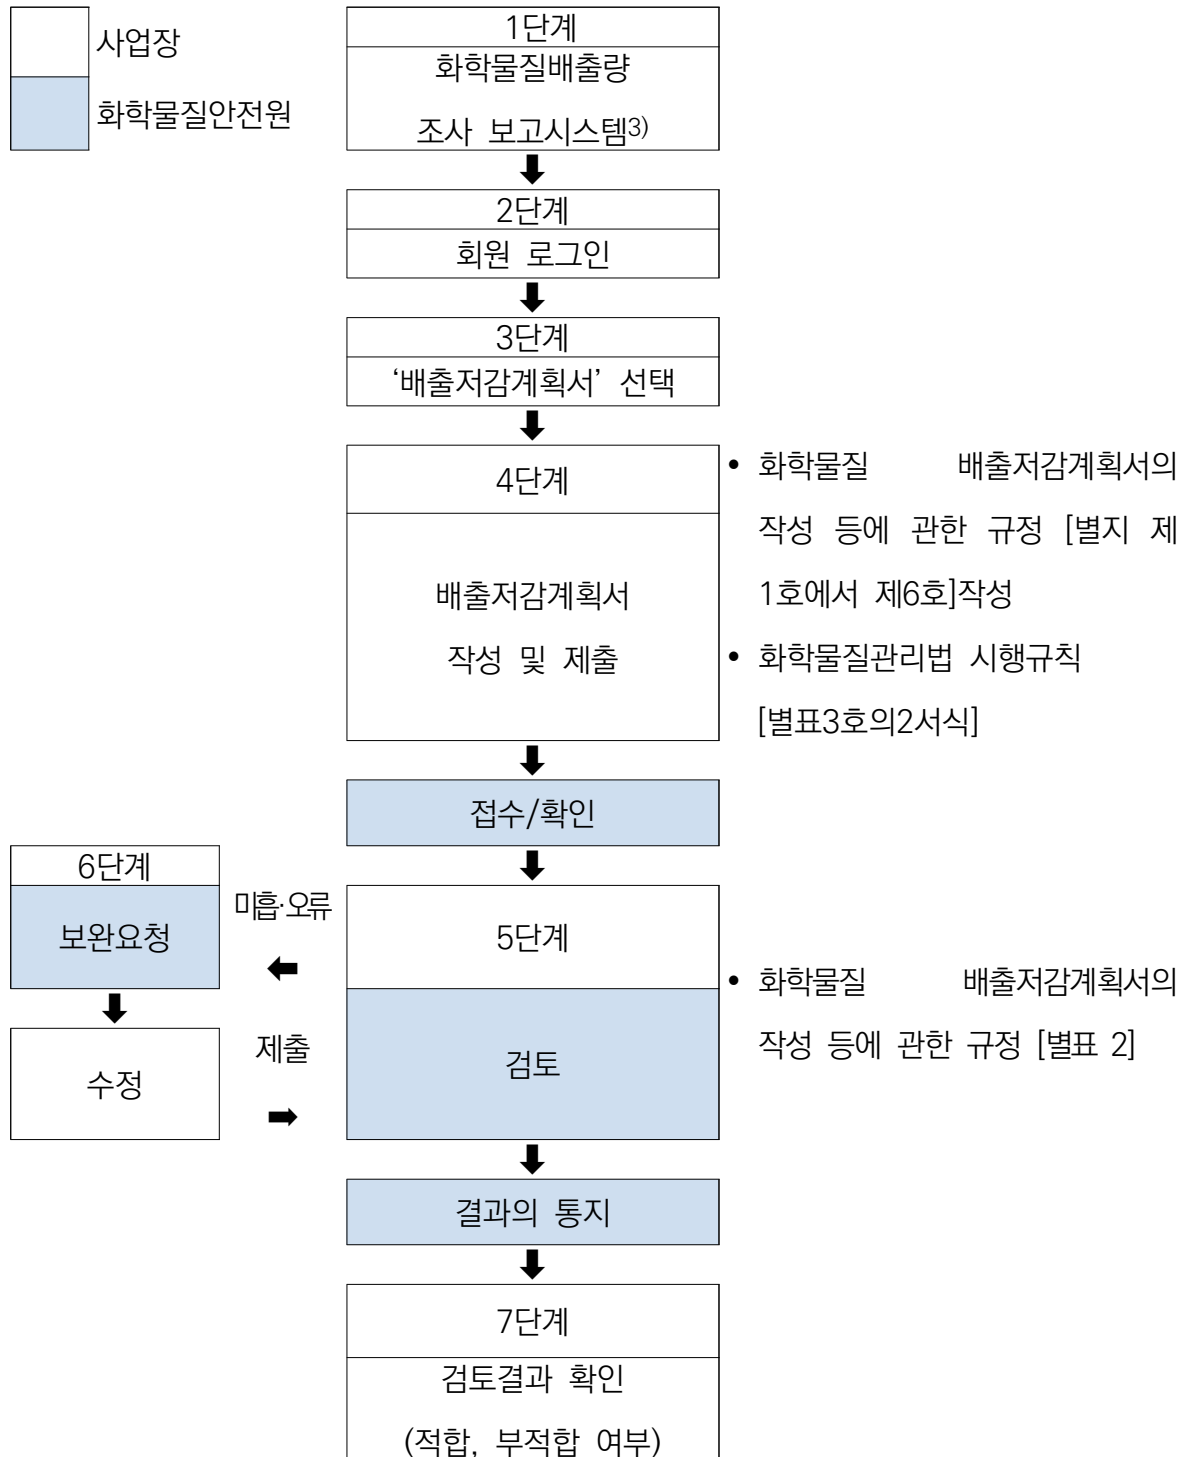 사업장
화학물질안전원
1단계
화학물질배출량
조사 보고시스템3)
2단계
회원 로그인
3단계
‘배출저감계획서’ 선택
4단계
배출저감계획서
작성 및 제출
• 화학물질 배출저감계획서의
작성 등에 관한 규정 [별지 제
1호에서 제6호]작성
• 화학물질관리법 시행규칙
[별표3호의2서식]
접수/확인
6단계
보완요청
미흡·오류
5단계
수정
제출
검토
• 화학물질 배출저감계획서의
작성 등에 관한 규정 [별표 2]
결과의 통지
7단계
검토결과 확인
(적합, 부적합 여부)